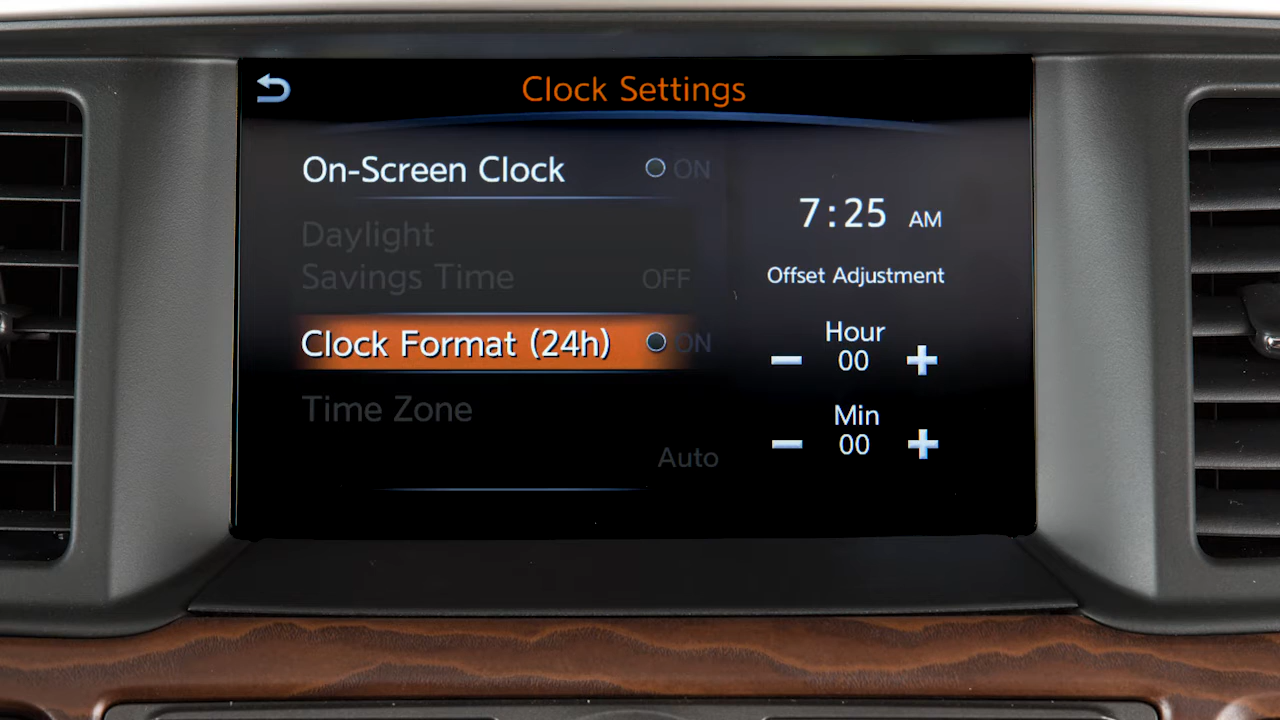 Clock Settings
On-Screen Clock ON
Daylight
Savings Time OFF
Clock Format (24h) ON
Time Zone
Auto
7:25 AM
Offset Adjustment
Hour
00
Min
00